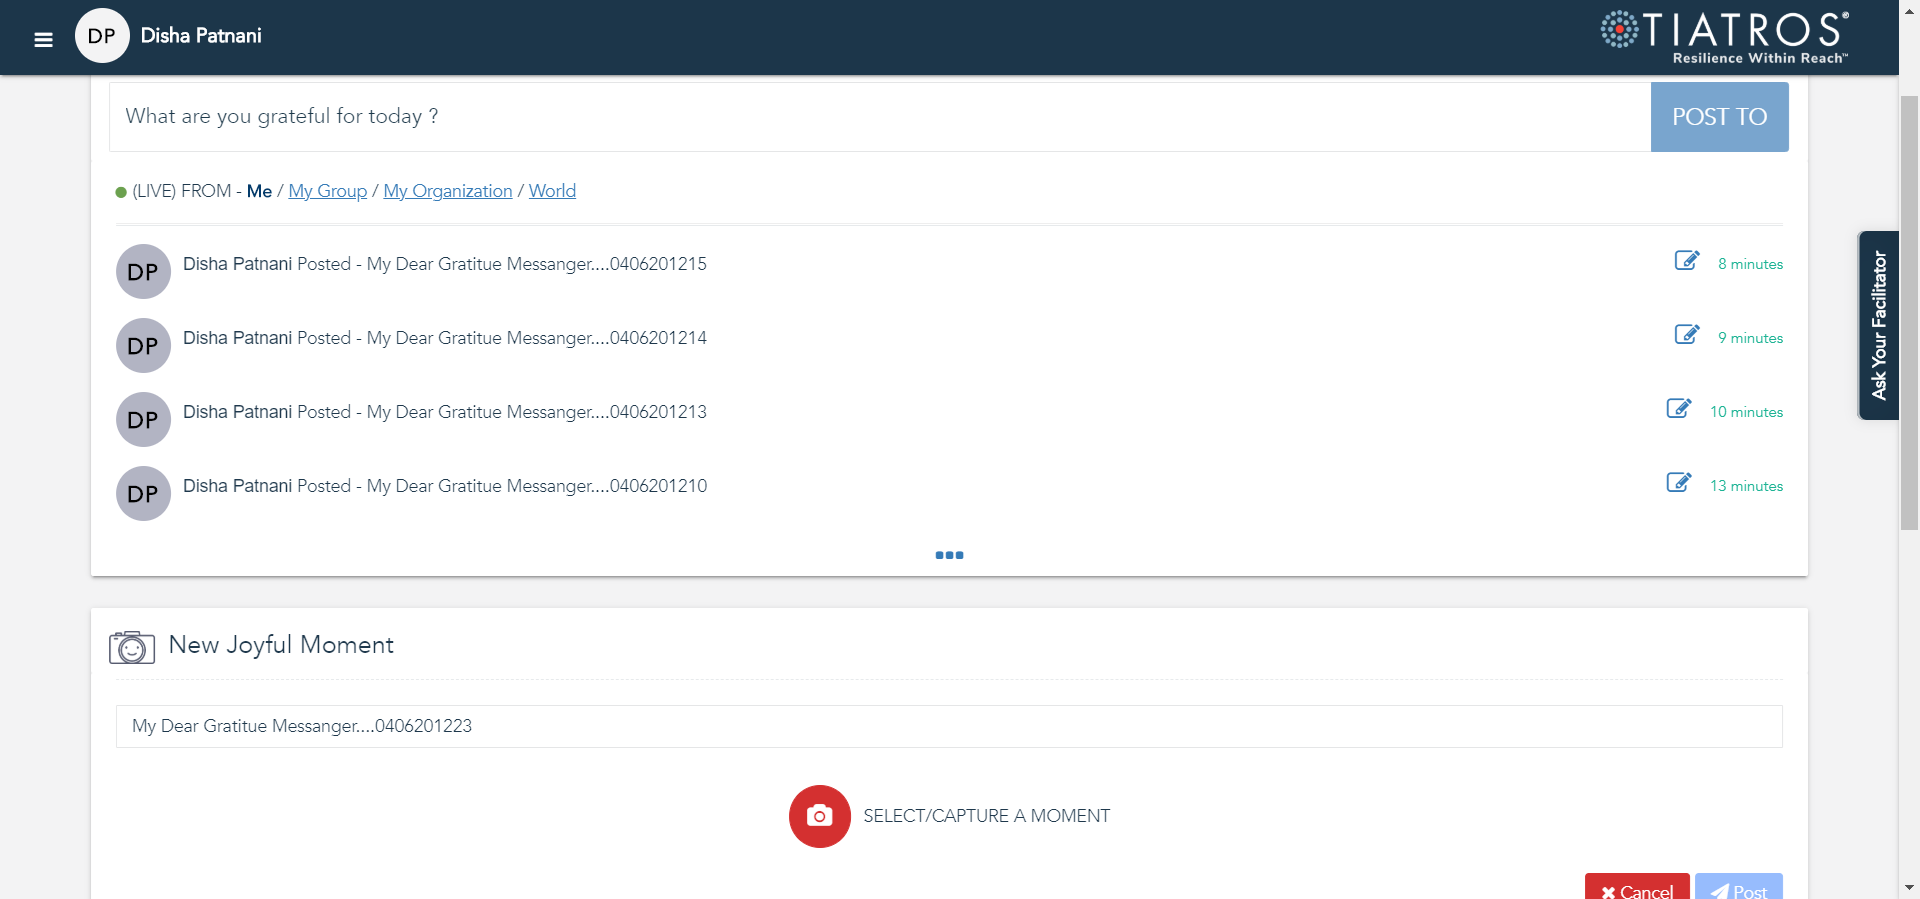 DP Disha Patnani
TIATROS®
Resilience Within Reach™
What are you grateful for today ?
POST TO
(LIVE) FROM - Me / My Group / My Organization / World
DP Disha Patnani Posted - My Dear Gratitue Messanger....0406201215 8 minutes
DP Disha Patnani Posted - My Dear Gratitue Messanger....0406201214 9 minutes
DP Disha Patnani Posted - My Dear Gratitue Messanger....0406201213 10 minutes
DP Disha Patnani Posted - My Dear Gratitue Messanger....0406201210 13 minutes
Ask Your Facilitator
New Joyful Moment
My Dear Gratitue Messanger....0406201223
SELECT/CAPTURE A MOMENT
Cancel Post